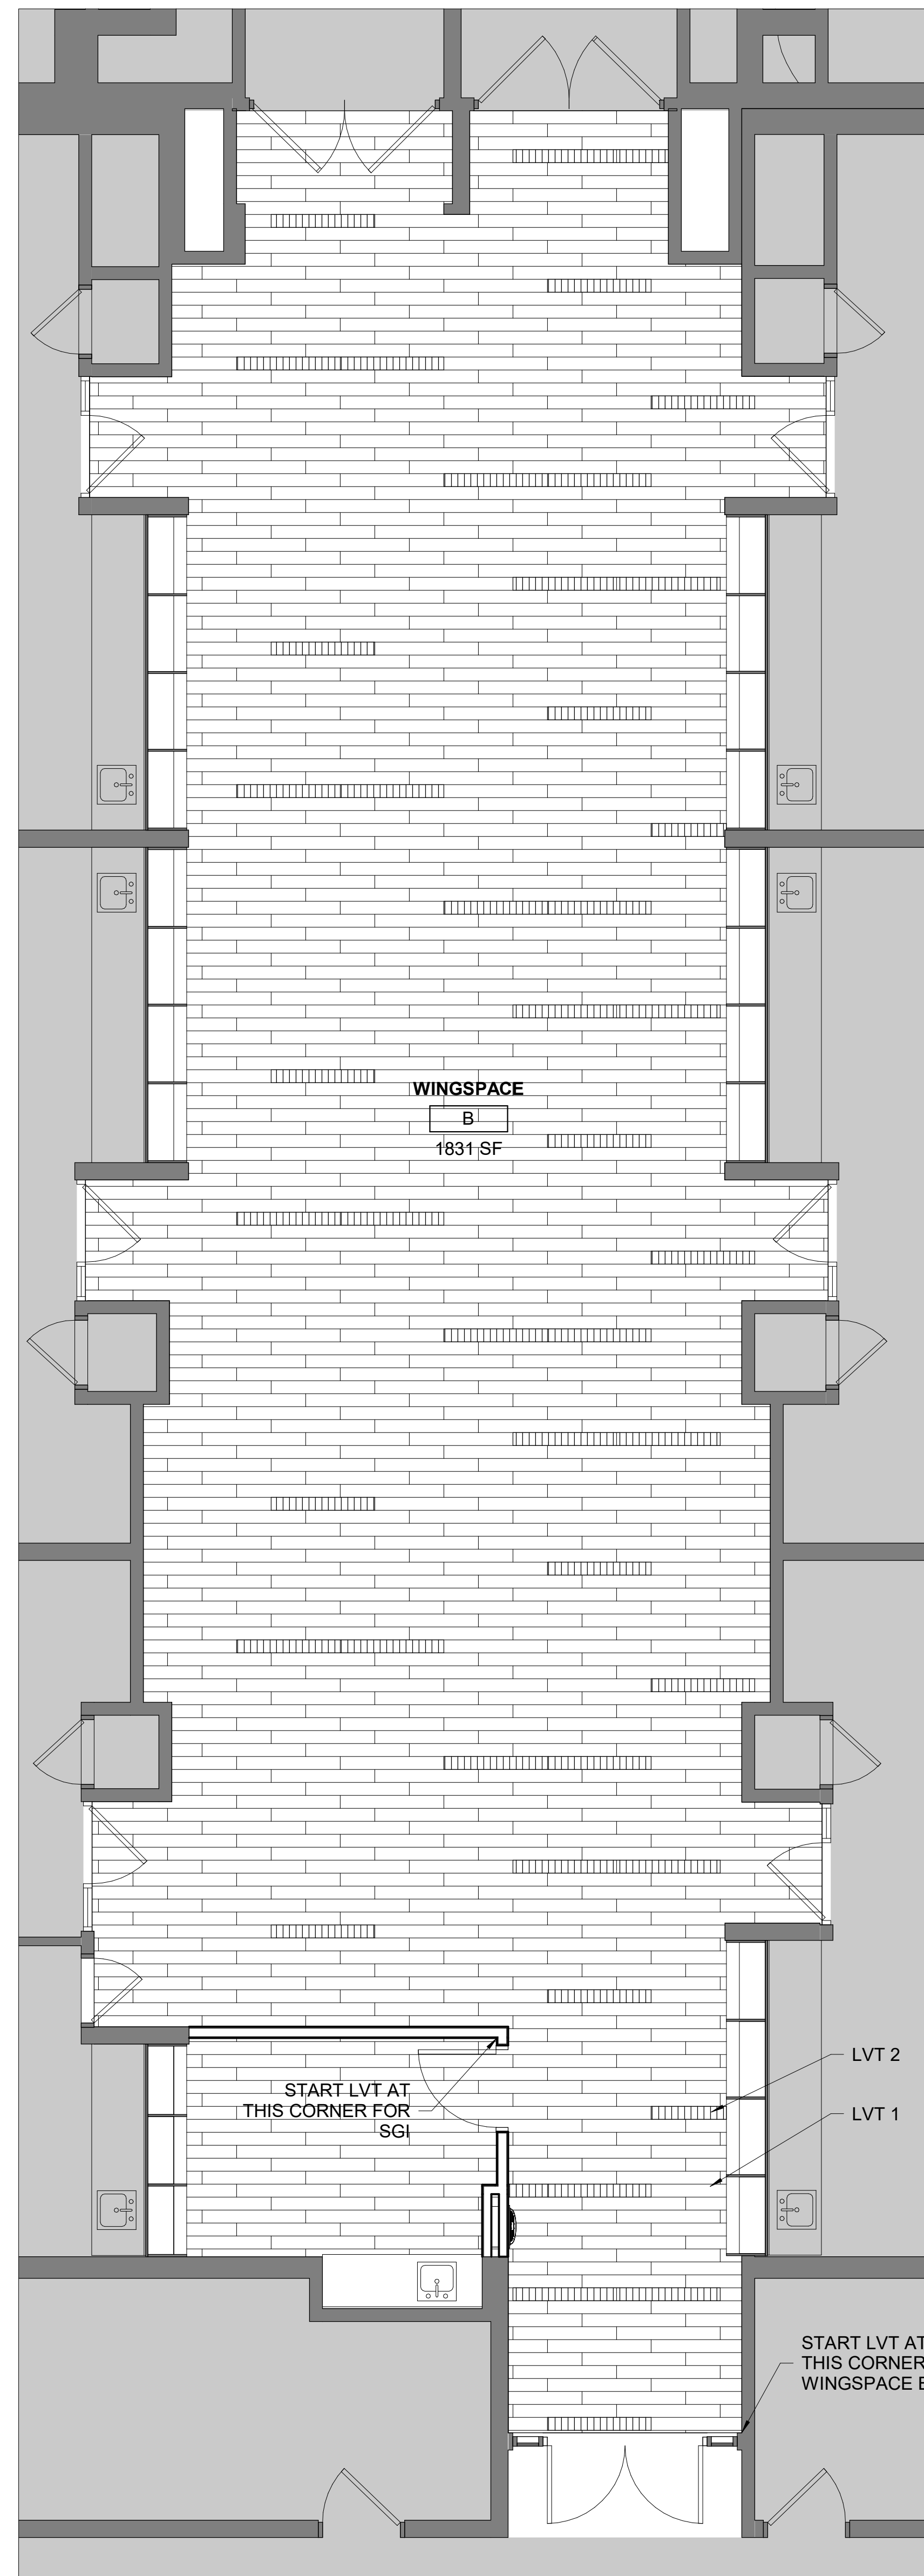 WINGSPACE
B
1831 SF
START LVT AT
THIS CORNER FOR
SGI
LVT 2
LVT 1
START LVT AT
THIS CORNER
WINGSPACE